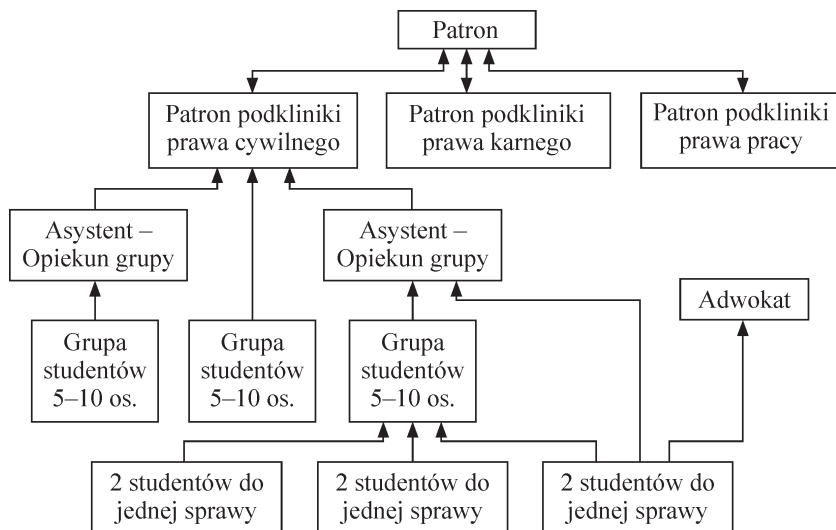 Patron
Patron podkliniki
prawa cywilnego
Patron podkliniki
prawa karnego
Patron podkliniki
prawa pracy
Asystent –
Opiekun grupy
Asystent –
Opiekun grupy
Adwokat
Grupa
studentów
5–10 os.
Grupa
studentów
5–10 os.
Grupa
studentów
5–10 os.
2 studentów do
jednej sprawy
2 studentów do
jednej sprawy
2 studentów do
jednej sprawy